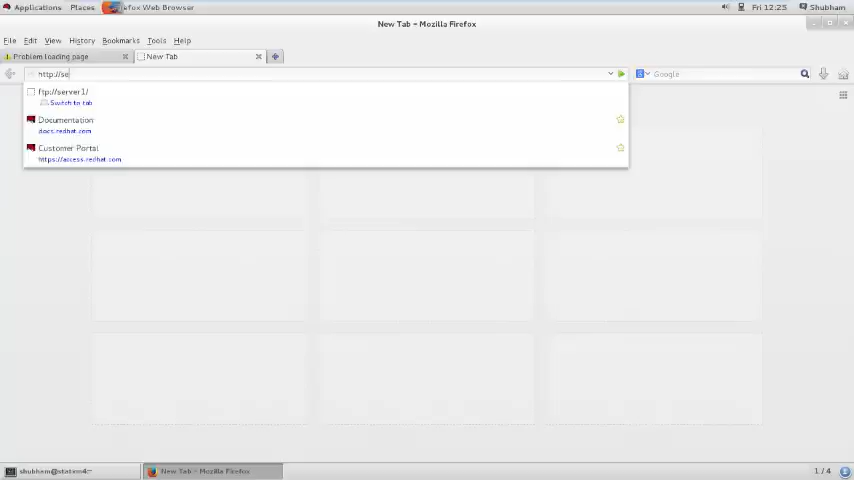 Applications Places efox Web Browser Fri 12:25 Shubham
New Tab - Mozilla Firefox
File Edit View History Bookmarks Tools Help
Problem loading page New Tab
http://se Google
ftp://server1/
Switch to tab
Documentation
docs.redhat.com
Customer Portal
https://access.redhat.com
shubham@station4:~ New Tab - Mozilla Firefox 1 / 4